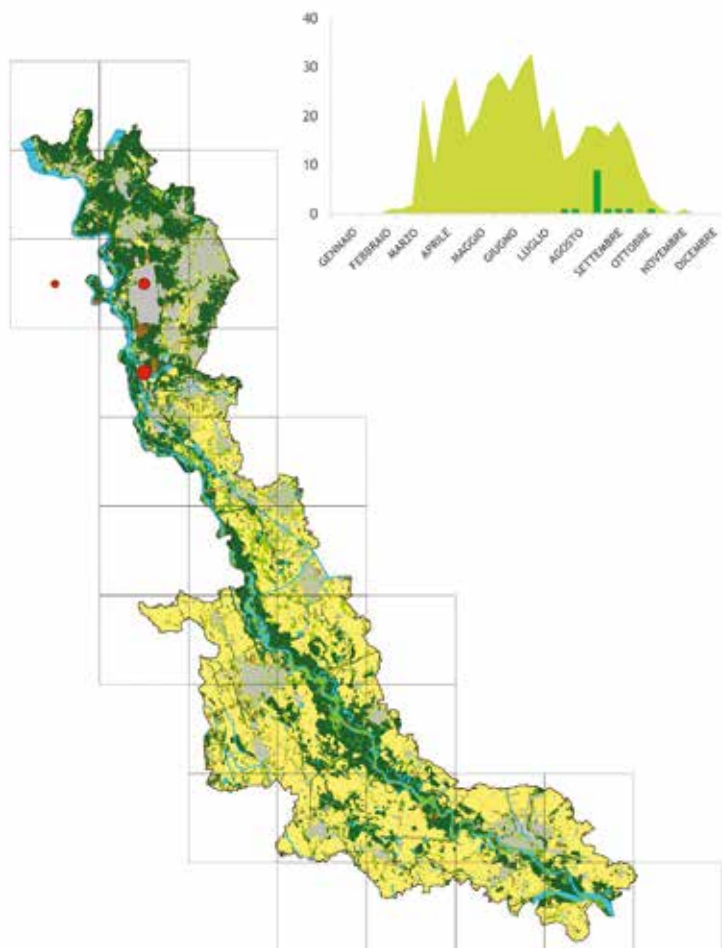 40
30
20
10
0
GENNAIO
FEBBRAIO
MARZO
APRILE
MAGGIO
GIUGNO
LUGLIO
AGOSTO
SETTEMBRE
OTTOBRE
NOVEMBRE
DICEMBRE